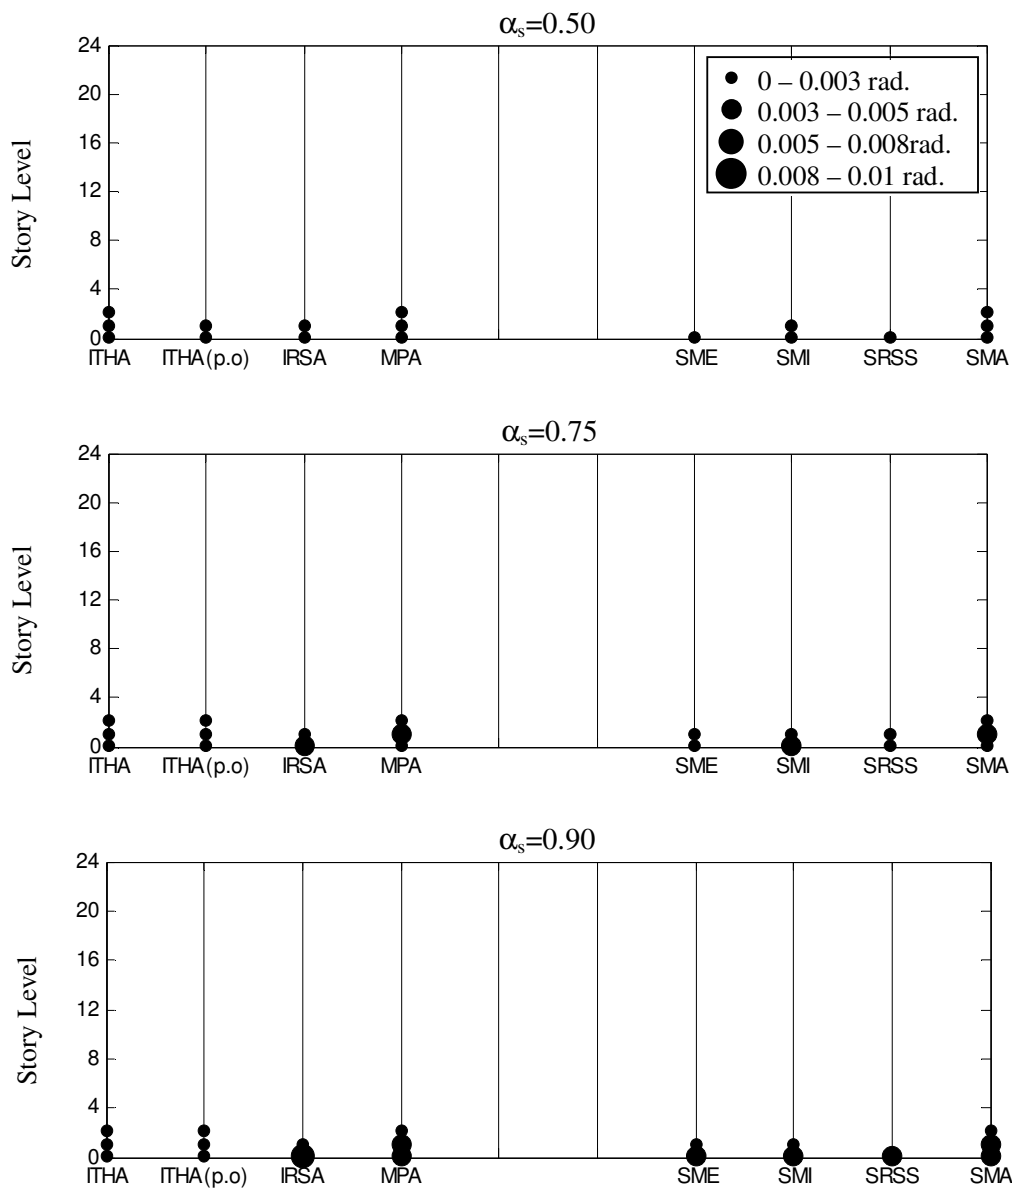 αs=0.50
24
20
16
12
8
4
0
Story Level
0 – 0.003 rad.
0.003 – 0.005 rad.
0.005 – 0.008rad.
0.008 – 0.01 rad.
ITHA ITHA(p.o) IRSA MPA SME SMI SRSS SMA
αs=0.75
24
20
16
12
8
4
0
Story Level
ITHA ITHA(p.o) IRSA MPA SME SMI SRSS SMA
αs=0.90
24
20
16
12
8
4
0
Story Level
ITHA ITHA(p.o) IRSA MPA SME SMI SRSS SMA